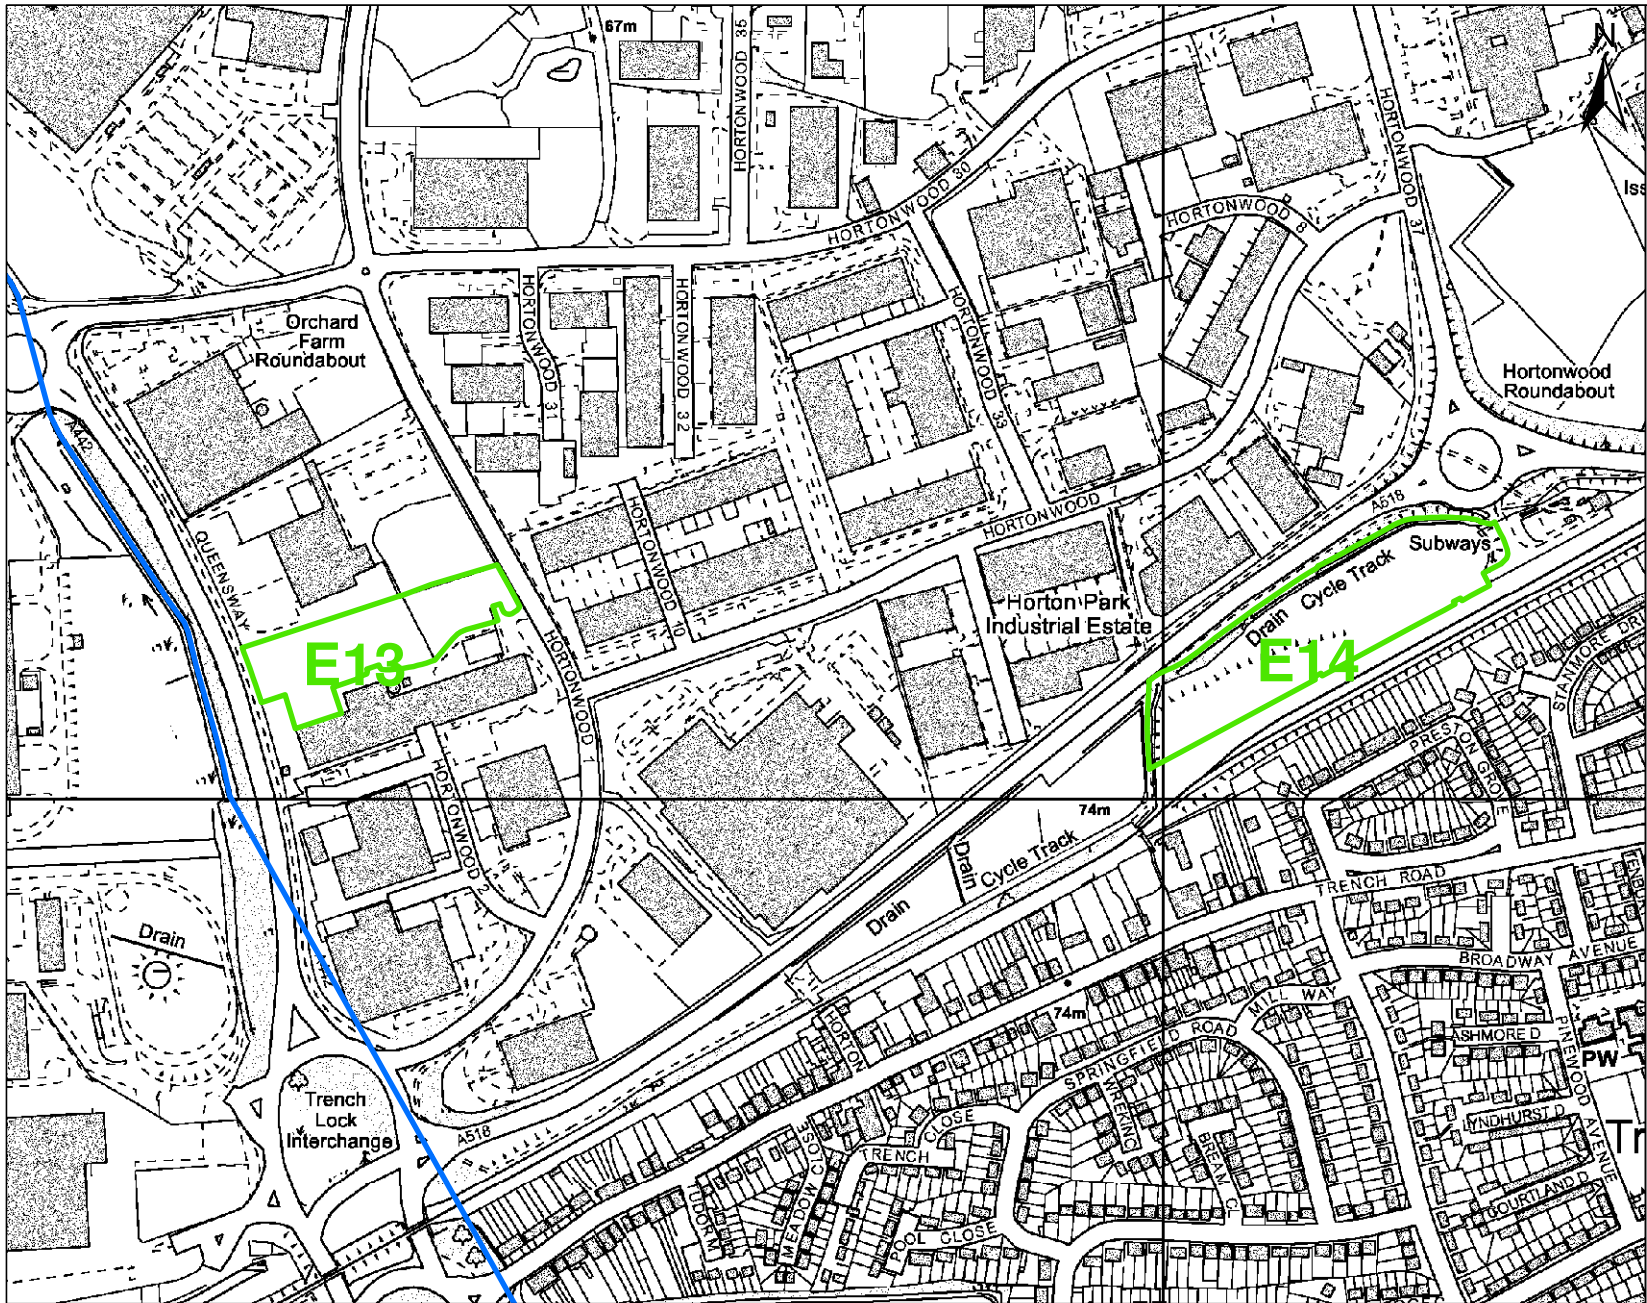 67m
HORTONWOOD 35
N
HORTONWOOD 37
HORTONWOOD 30
HORTONWOOD 8
HORTONWOOD 31
HORTONWOOD 32
HORTONWOOD 33
Orchard
Farm
Roundabout
Hortonwood
Roundabout
A442
QUEENSWAY
HORTONWOOD 10
HORTONWOOD 7
A518
Subways
Cycle Track
Drain
Horton Park
Industrial Estate
E13
E14
HORTONWOOD 1
STANMORE DR
PRESTON GROVE
HORTONWOOD 2
74m
Drain
Cycle Track
Drain
TRENCH ROAD
Drain
BROADWAY AVENUE
MILL WAY
74m
HORTON
SPRINGFIELD ROAD
ASHMORE D
PINEWOOD AVENUE
PW
WREKIN
Trench
Lock
Interchange
A518
MEADOW CLOSE
TRENCH CLOSE
BREAM CL
LYNDHURST D
Tr
TUDOR M
POOL CLOSE
COURTLAND D